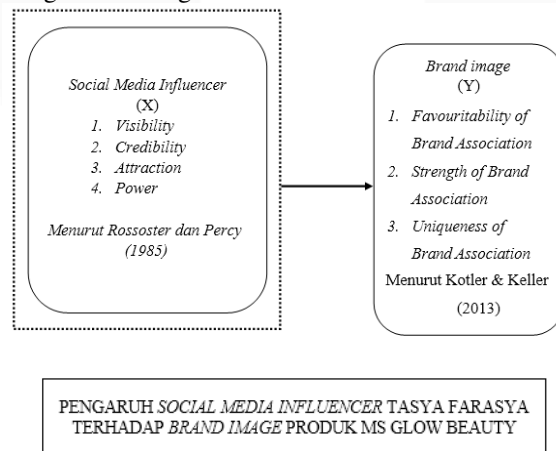 Social Media Influencer
(X)
1. Visibility
2. Credibility
3. Attraction
4. Power
Menurut Rossoster dan Percy
(1985)
Brand image
(Y)
1. Favouritability of
Brand Association
2. Strength of Brand
Association
3. Uniqueness of
Brand Association
Menurut Kotler & Keller
(2013)
PENGARUH SOCIAL MEDIA INFLUENCER TASYA FARASYA
TERHADAP BRAND IMAGE PRODUK MS GLOW BEAUTY